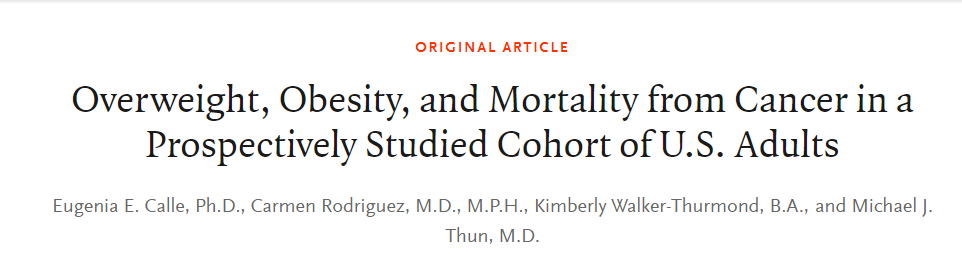 ORIGINAL ARTICLE
Overweight, Obesity, and Mortality from Cancer in a
Prospectively Studied Cohort of U.S. Adults
Eugenia E. Calle, Ph.D., Carmen Rodriguez, M.D., M.P.H., Kimberly Walker-Thurmond, B.A., and Michael J.
Thun, M.D.